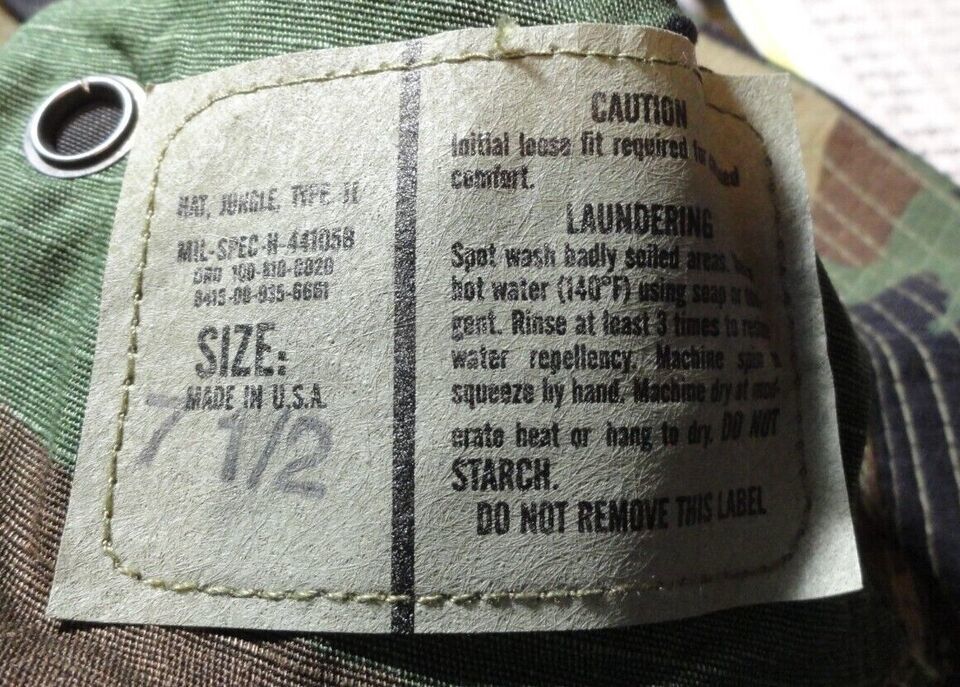 HAT, JUNGLE, TYPE II
MIL-SPEC-H-44105B
ORD 100-810-6020
8415-00-935-6661
SIZE:
MADE IN U.S.A.
7 1/2
CAUTION
Initial loose fit required
comfort.
LAUNDERING
Spot wash badly soiled areas
hot water (140°F) using soap or
gent. Rinse at least 3 times to
water repellency. Machine spin
squeeze by hand. Machine dry at mod-
erate heat or hang to dry. DO NOT
STARCH.
DO NOT REMOVE THIS LABEL